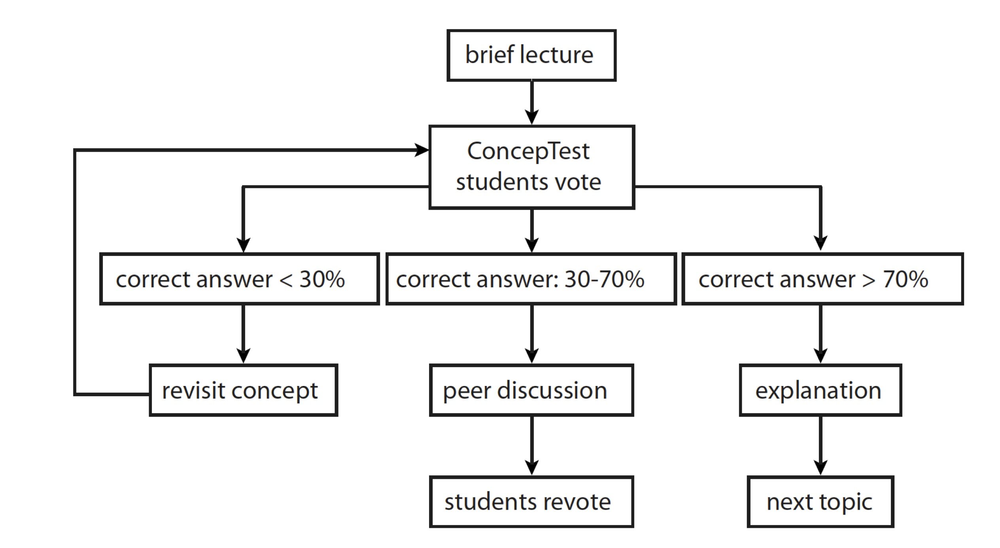 brief lecture
ConcepTest
students vote
correct answer < 30%
correct answer: 30-70%
correct answer > 70%
revisit concept
peer discussion
explanation
students revote
next topic